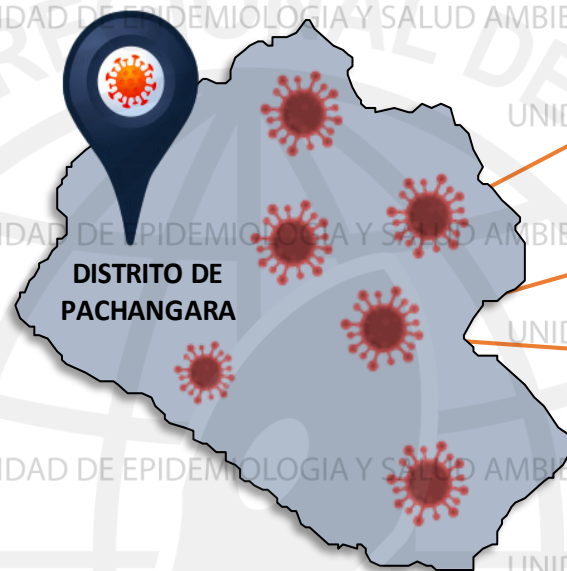 IDAD DE EPIDEMIOLOGIA Y SALUD AMBIE
UNID
IDAD DE EPIDEMIOLOGIA Y SALUD AMBIE
DISTRITO DE
PACHANGARA
UNID
IDAD DE EPIDEMIOLOGIA Y SALUD AMBIE
UNID